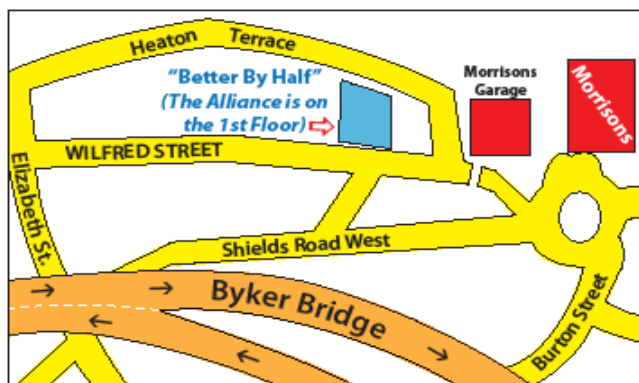 Heaton Terrace
"Better By Half"
(The Alliance is on
the 1st Floor)
Morrisons
Garage
Morrisons
WILFRED STREET
Elizabeth St.
Shields Road West
Byker Bridge
Burton Street